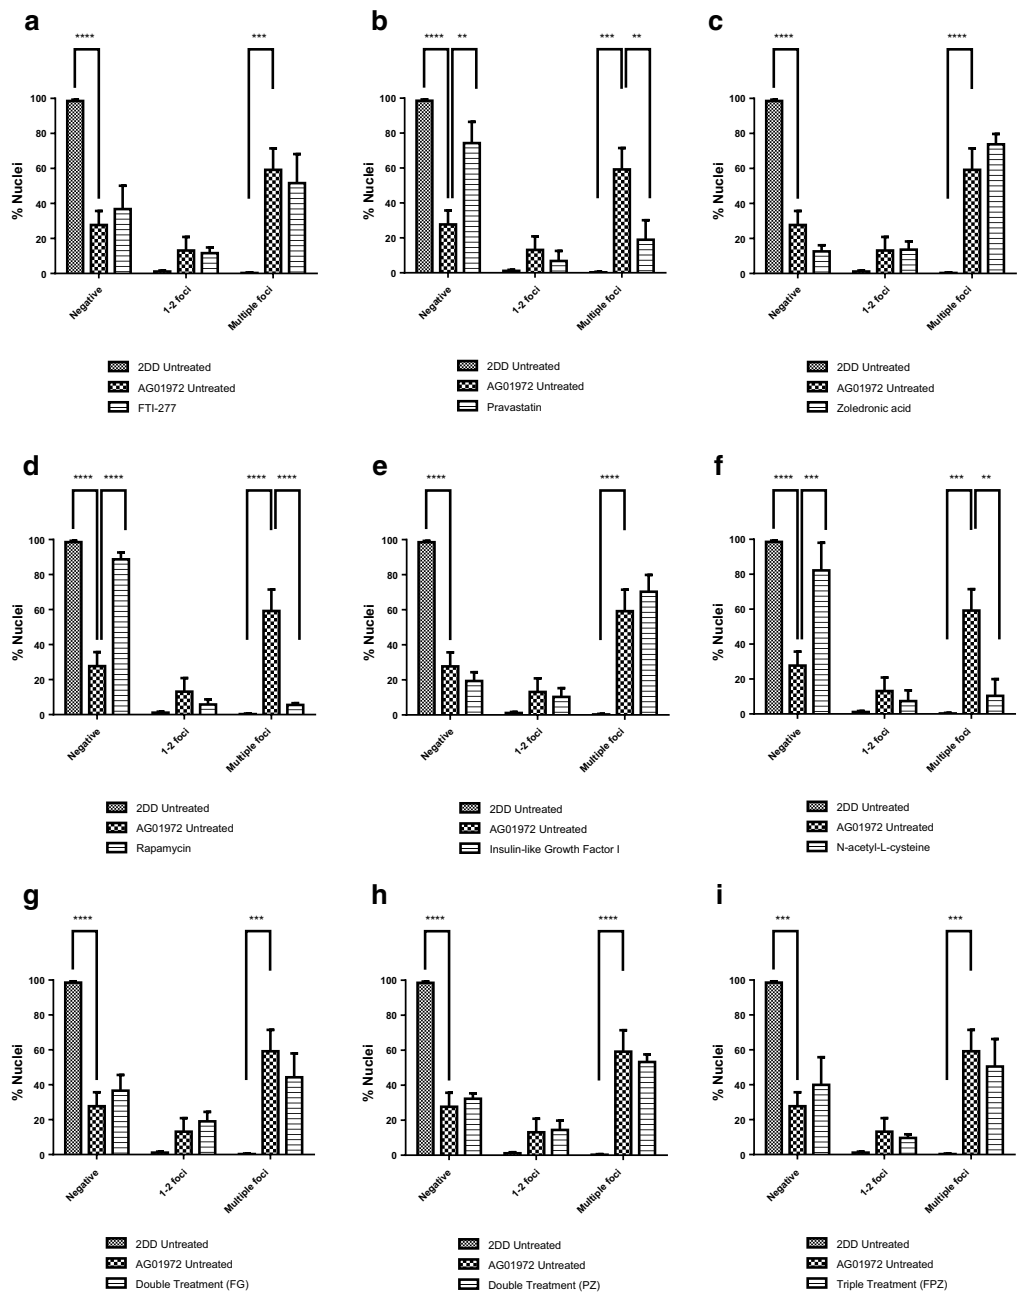 a
**** ***
% Nuclei
100
80
60
40
20
0
Negative
1-2 foci
Multiple foci
2DD Untreated
AG01972 Untreated
FTI-277
b
**** ** *** **
% Nuclei
100
80
60
40
20
0
Negative
1-2 foci
Multiple foci
2DD Untreated
AG01972 Untreated
Pravastatin
c
**** ****
% Nuclei
100
80
60
40
20
0
Negative
1-2 foci
Multiple foci
2DD Untreated
AG01972 Untreated
Zoledronic acid
d
**** **** **** ****
% Nuclei
100
80
60
40
20
0
Negative
1-2 foci
Multiple foci
2DD Untreated
AG01972 Untreated
Rapamycin
e
**** ****
% Nuclei
100
80
60
40
20
0
Negative
1-2 foci
Multiple foci
2DD Untreated
AG01972 Untreated
Insulin-like Growth Factor I
f
**** *** *** **
% Nuclei
100
80
60
40
20
0
Negative
1-2 foci
Multiple foci
2DD Untreated
AG01972 Untreated
N-acetyl-L-cysteine
g
**** ***
% Nuclei
100
80
60
40
20
0
Negative
1-2 foci
Multiple foci
2DD Untreated
AG01972 Untreated
Double Treatment (FG)
h
**** ****
% Nuclei
100
80
60
40
20
0
Negative
1-2 foci
Multiple foci
2DD Untreated
AG01972 Untreated
Double Treatment (PZ)
i
*** ***
% Nuclei
100
80
60
40
20
0
Negative
1-2 foci
Multiple foci
2DD Untreated
AG01972 Untreated
Triple Treatment (FPZ)